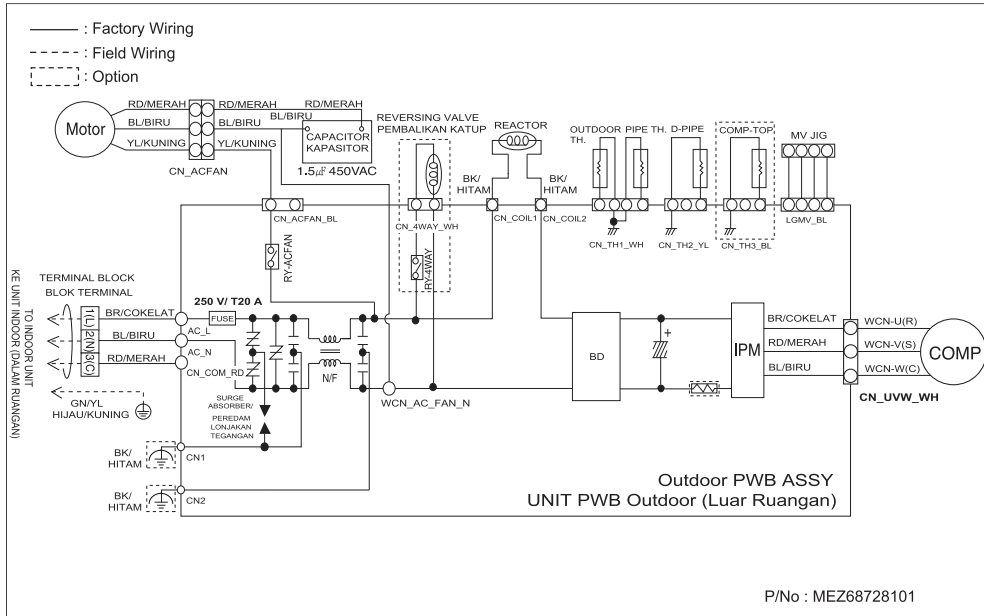 : Factory Wiring
: Field Wiring
: Option
Motor
RD/MERAH
RD/MERAH
RD/MERAH
BL/BIRU
BL/BIRU
BL/BIRU
YL/KUNING
YL/KUNING
CN_ACFAN
CAPACITOR
KAPASITOR
1.5㎌ 450VAC
REVERSING VALVE
PEMBALIKAN KATUP
REACTOR
BK/
HITAM
BK/
HITAM
OUTDOOR
TH.
PIPE TH.
D-PIPE
COMP-TOP
MV JIG
CN_ACFAN_BL
CN_4WAY_WH
CN_COIL1
CN_COIL2
CN_TH1_WH
CN_TH2_YL
CN_TH3_BL
LGMV_BL
RY-ACFAN
RY-4WAY
TO INDOOR UNIT
KE UNIT INDOOR (DALAM RUANGAN)
TERMINAL BLOCK
BLOK TERMINAL
1(L)
2(N)
3(C)
BR/COKELAT
BL/BIRU
RD/MERAH
GN/YL
HIJAU/KUNING
250 V/ T20 A
FUSE
AC_L
AC_N
CN_COM_RD
N/F
SURGE
ABSORBER/
PEREDAM
LONJAKAN
TEGANGAN
WCN_AC_FAN_N
BK/
HITAM
CN1
BK/
HITAM
CN2
BD
+
IPM
BR/COKELAT
RD/MERAH
BL/BIRU
WCN-U(R)
WCN-V(S)
WCN-W(C)
COMP
CN_UVW_WH
Outdoor PWB ASSY
UNIT PWB Outdoor (Luar Ruangan)
P/No : MEZ68728101